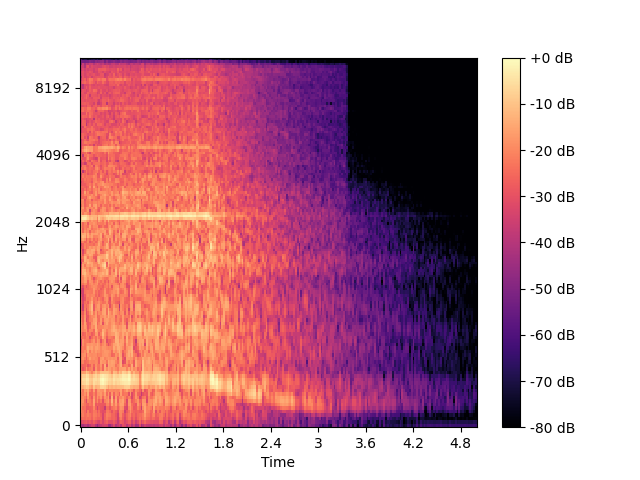 +0 dB
8192
-10 dB
4096
-20 dB
-30 dB
2048
Hz
-40 dB
1024
-50 dB
512
-60 dB
-70 dB
0
-80 dB
0 0.6 1.2 1.8 2.4 3 3.6 4.2 4.8
Time